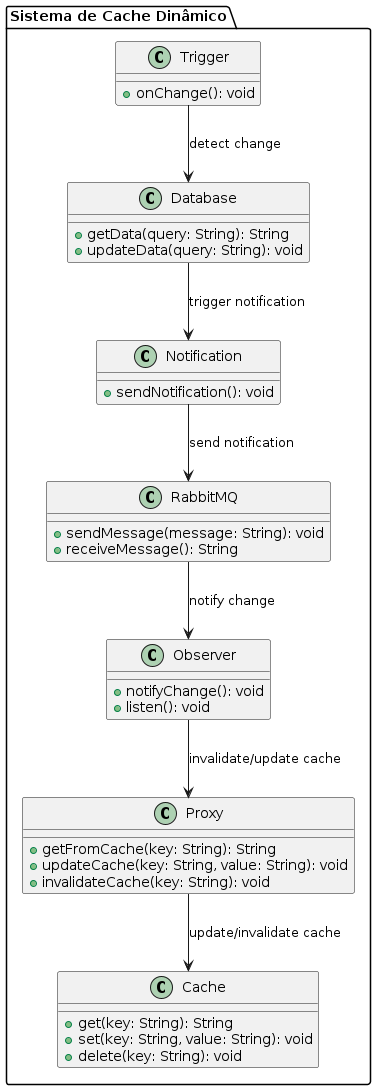 Sistema de Cache Dinâmico
C Trigger
onChange(): void
detect change
C Database
getData(query: String): String
updateData(query: String): void
trigger notification
C Notification
sendNotification(): void
send notification
C RabbitMQ
sendMessage(message: String): void
receiveMessage(): String
notify change
C Observer
notifyChange(): void
listen(): void
invalidate/update cache
C Proxy
getFromCache(key: String): String
updateCache(key: String, value: String): void
invalidateCache(key: String): void
update/invalidate cache
C Cache
get(key: String): String
set(key: String, value: String): void
delete(key: String): void